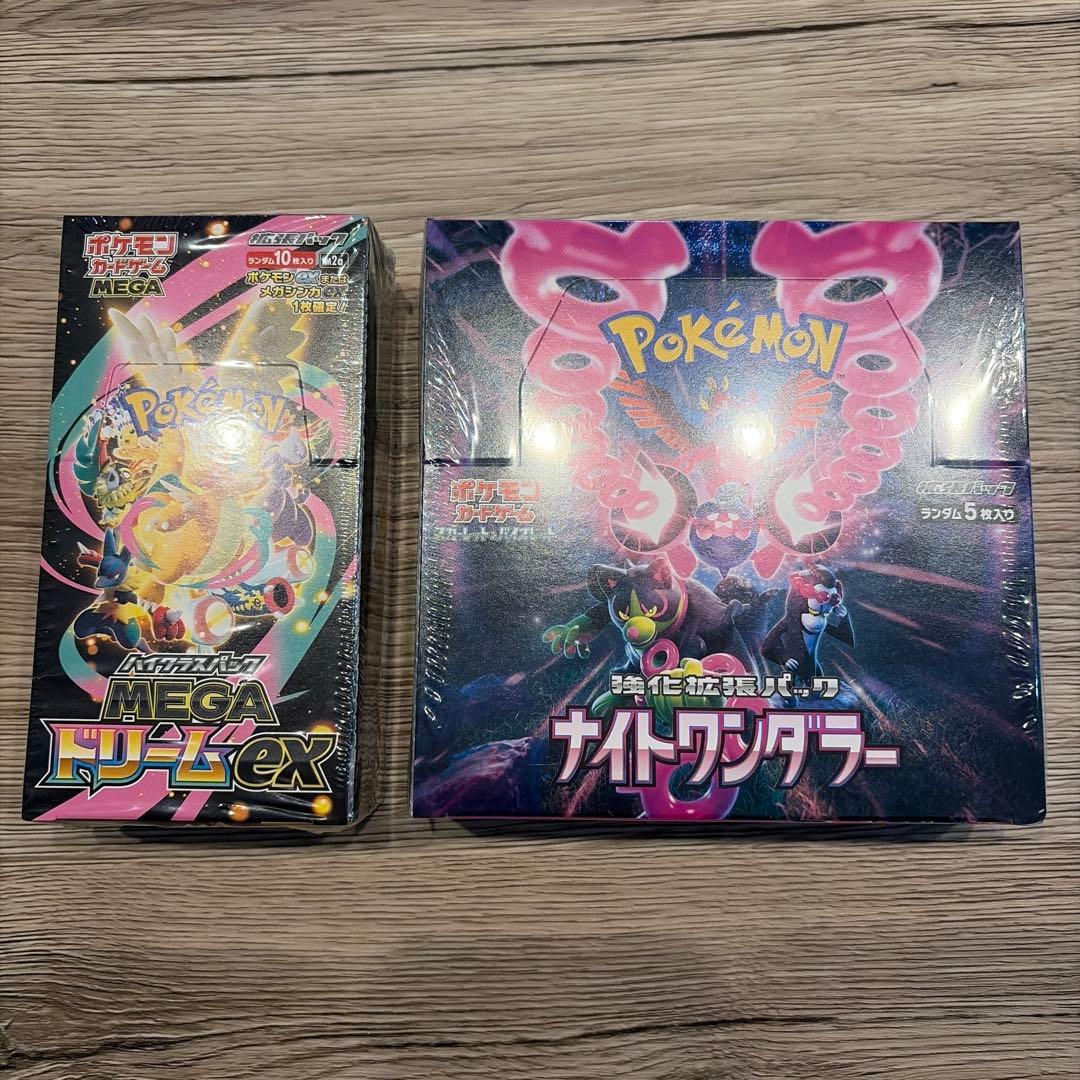 ポケモン
カードゲーム
MEGA
拡張パック
ランダム10枚入り
ポケモンexまたは
メガシンカex
1枚確定!
POKéMON
ハイクラスパック
MEGA
ドリームex
POKéMON
ポケモン
カードゲーム
スカーレット&バイオレット
拡張パック
ランダム5枚入り
強化拡張パック
ナイトワンダラー